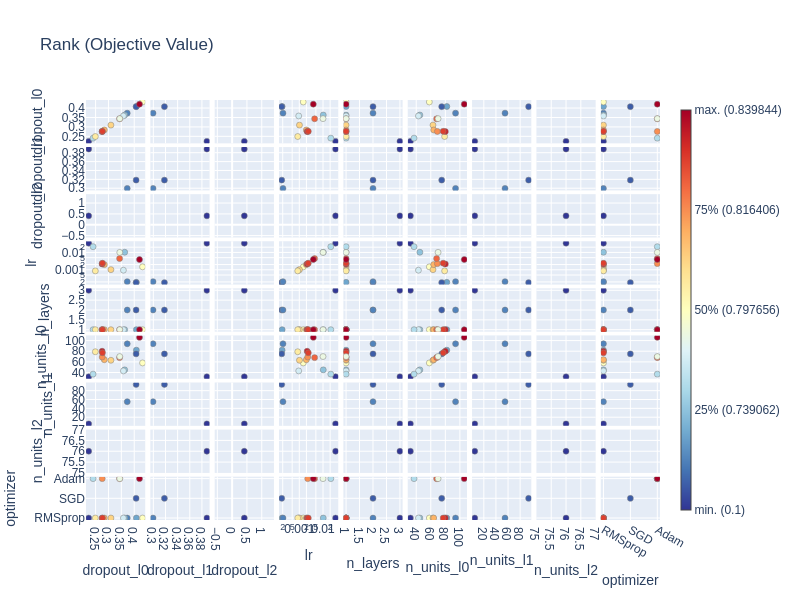 Rank (Objective Value)
max. (0.839844)
75% (0.816406)
50% (0.797656)
25% (0.739062)
min. (0.1)
dropout_l0
0.4
0.35
0.3
0.25
0.38
0.36
0.34
0.32
0.3
dropout_l2
1
0.5
0
−0.5
lr
0.01
0.001
n_layers
2.5
2
1.5
1
n_units_l0
100
80
60
40
n_units_l1
80
60
40
20
n_units_l2
77
76.5
76
75.5
75
optimizer
Adam
SGD
RMSprop
0.25
0.3
0.35
0.4
dropout_l0
0.3
0.32
0.34
0.36
0.38
dropout_l1
−0.5
0
0.5
1
dropout_l2
lr
1
1.5
2
2.5
3
n_layers
40
60
80
100
n_units_l0
20
40
60
80
n_units_l1
75
75.5
76
76.5
77
n_units_l2
RMSprop
SGD
Adam
optimizer